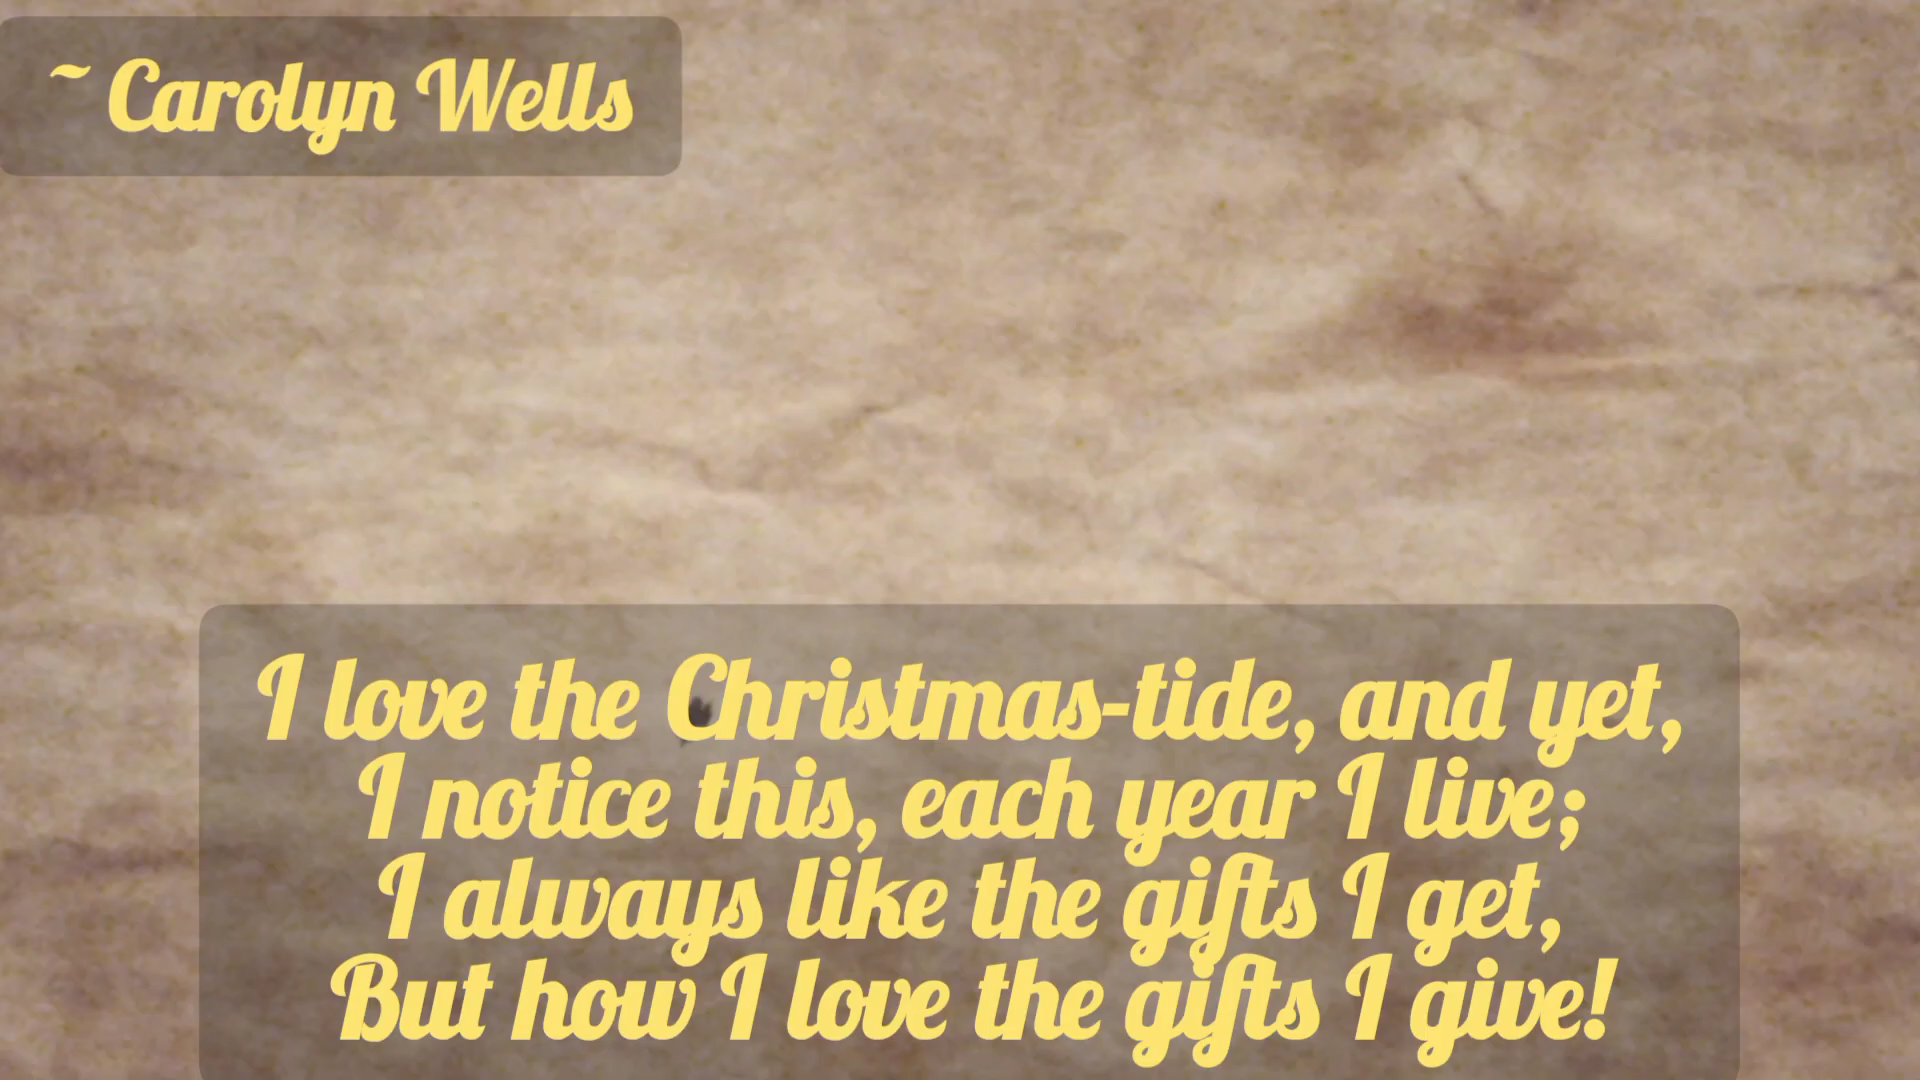 ~ Carolyn Wells
I love the Christmas-tide, and yet,
I notice this, each year I live;
I always like the gifts I get,
But how I love the gifts I give!